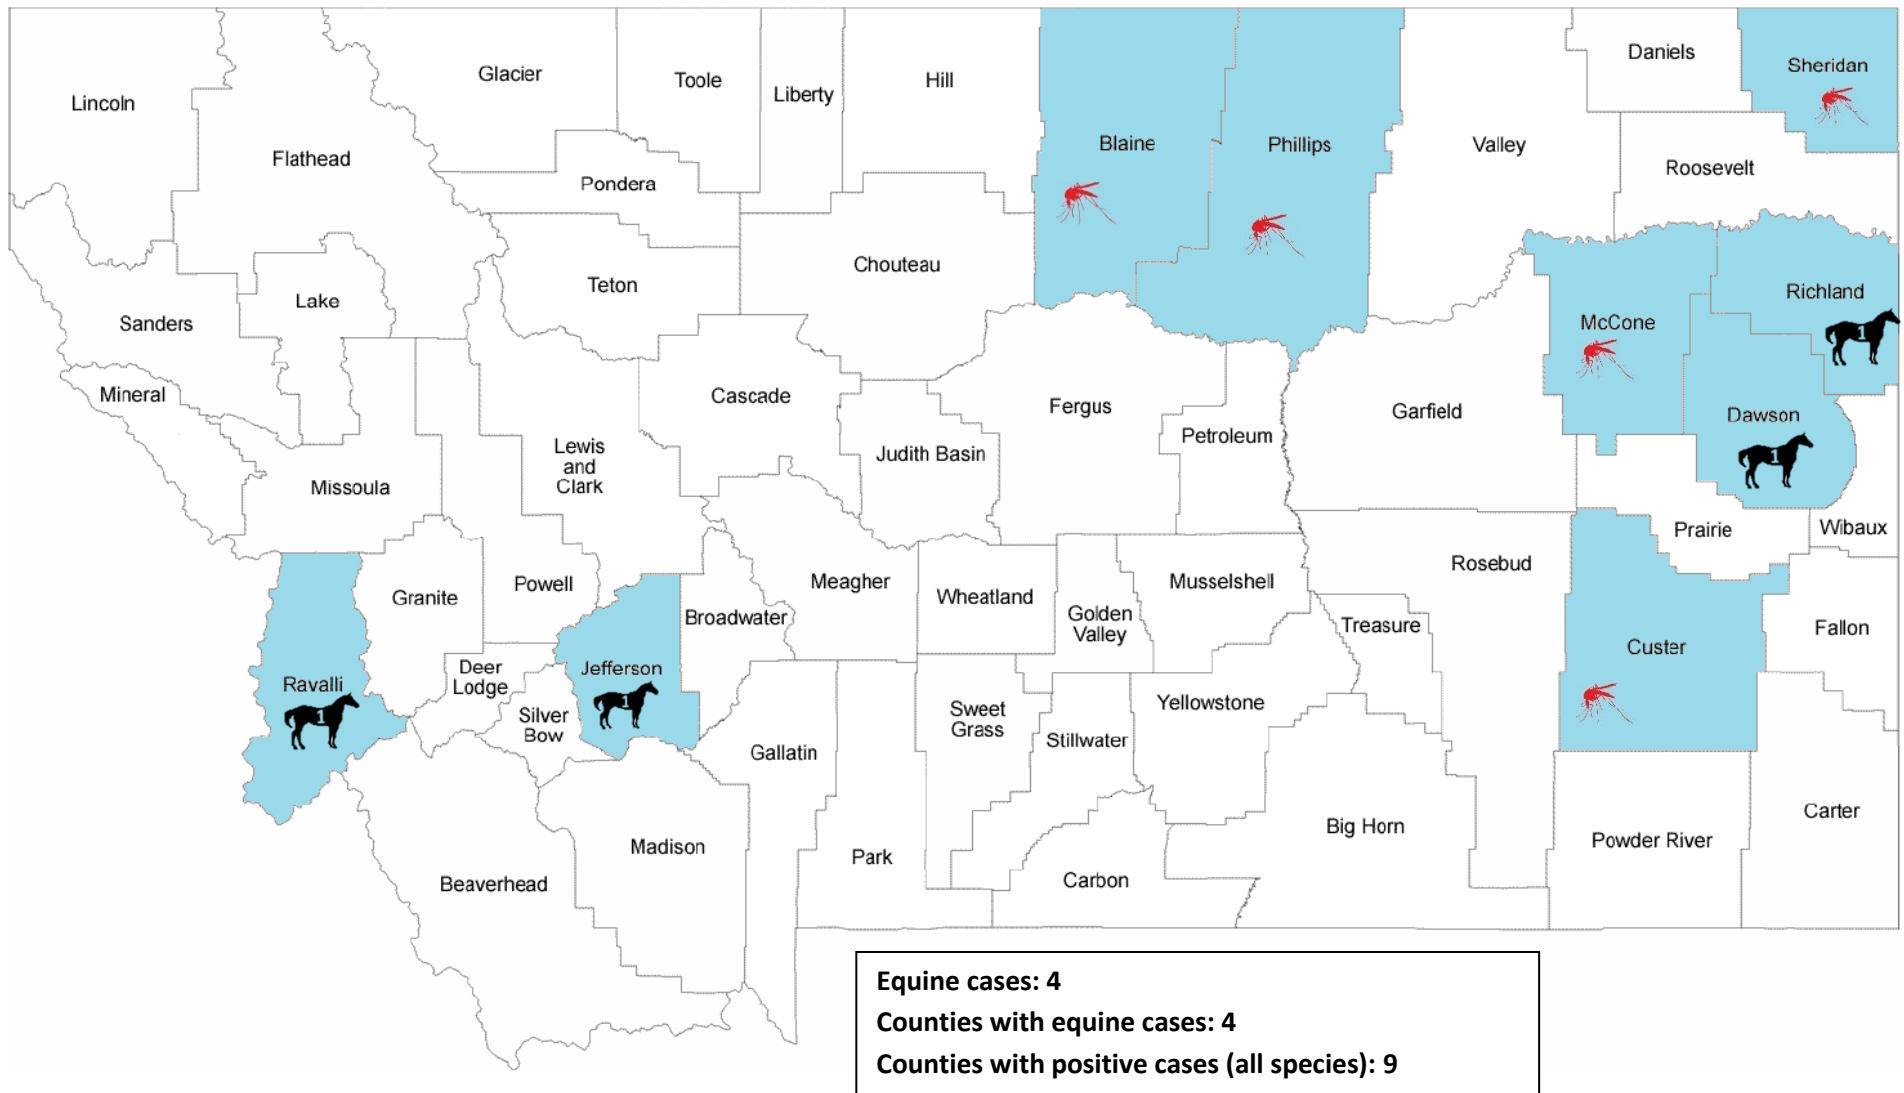 Lincoln
Flathead
Glacier
Toole
Liberty
Hill
Blaine
Phillips
Valley
Daniels
Sheridan
Roosevelt
Pondera
Teton
Chouteau
Sanders
Lake
McCone
Richland
1
Mineral
Missoula
Lewis
and
Clark
Cascade
Judith Basin
Fergus
Petroleum
Garfield
Dawson
1
Prairie
Wibaux
Ravalli
1
Granite
Powell
Deer
Lodge
Silver
Bow
Jefferson
1
Broadwater
Meagher
Wheatland
Golden
Valley
Musselshell
Treasure
Rosebud
Custer
Fallon
Beaverhead
Madison
Gallatin
Park
Sweet
Grass
Stillwater
Yellowstone
Carbon
Big Horn
Powder River
Carter
Equine cases: 4
Counties with equine cases: 4
Counties with positive cases (all species): 9